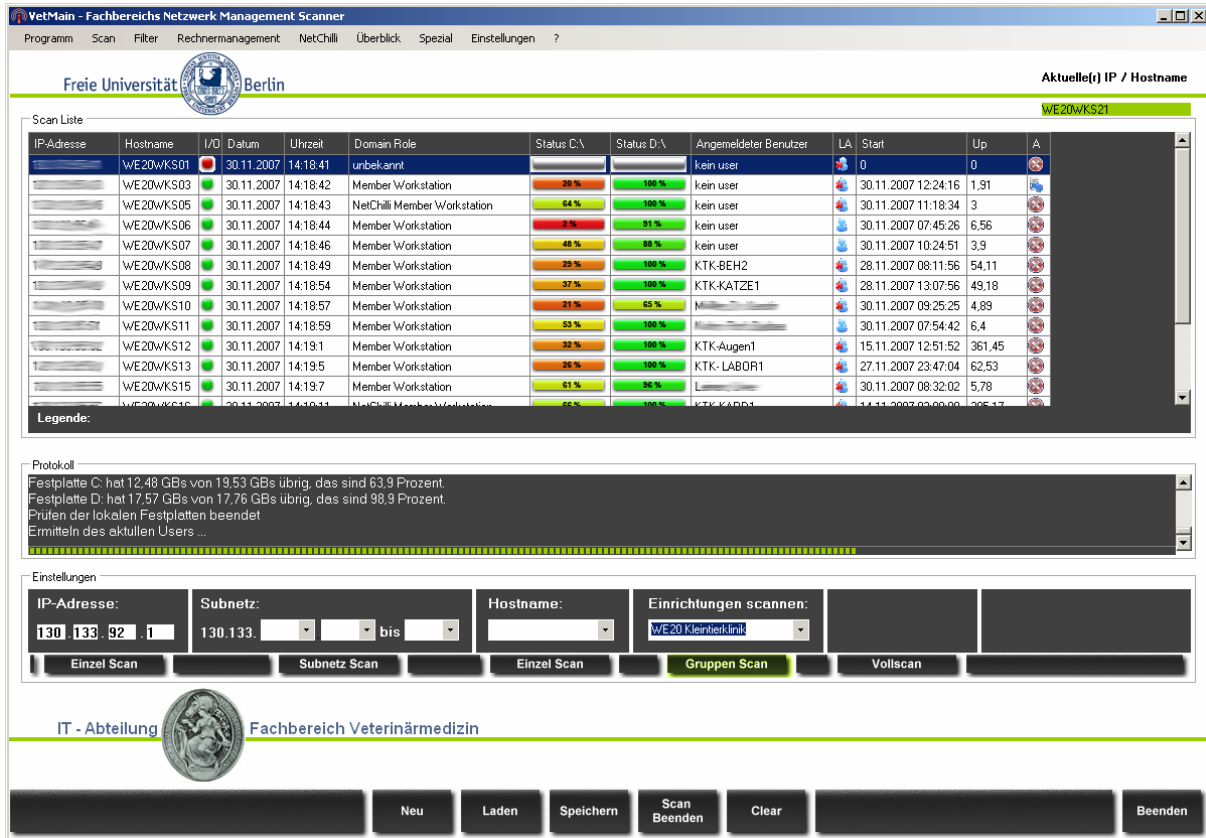 VetMain - Fachbereichs Netzwerk Management Scanner
Programm Scan Filter Rechnermanagement NetChilli Überblick Spezial Einstellungen ?
Freie Universität Berlin
Aktuelle(r) IP / Hostname
WE20WKS21
Scan Liste
IP-Adresse Hostname I/O Datum Uhrzeit Domain Role Status C:\ Status D:\ Angemeldeter Benutzer LA Start Up A
WE20WKS01 30.11.2007 14:18:41 unbekannt kein user 0 0
WE20WKS03 30.11.2007 14:18:42 Member Workstation 20 % 100 % kein user 30.11.2007 12:24:16 1,91
WE20WKS05 30.11.2007 14:18:43 NetChilli Member Workstation 64 % 100 % kein user 30.11.2007 11:18:34 3
WE20WKS06 30.11.2007 14:18:44 Member Workstation 2 % 91 % kein user 30.11.2007 07:45:26 6,56
WE20WKS07 30.11.2007 14:18:46 Member Workstation 48 % 88 % kein user 30.11.2007 10:24:51 3,9
WE20WKS08 30.11.2007 14:18:49 Member Workstation 29 % 100 % KTK-BEH2 28.11.2007 08:11:56 54,11
WE20WKS09 30.11.2007 14:18:54 Member Workstation 37 % 100 % KTK-KATZE1 28.11.2007 13:07:56 49,18
WE20WKS10 30.11.2007 14:18:57 Member Workstation 21 % 65 % 30.11.2007 09:25:25 4,89
WE20WKS11 30.11.2007 14:18:59 Member Workstation 53 % 100 % 30.11.2007 07:54:42 6,4
WE20WKS12 30.11.2007 14:19:1 Member Workstation 32 % 100 % KTK-Augen1 15.11.2007 12:51:52 361,45
WE20WKS13 30.11.2007 14:19:5 Member Workstation 26 % 100 % KTK- LABOR1 27.11.2007 23:47:04 62,53
WE20WKS15 30.11.2007 14:19:7 Member Workstation 61 % 96 % 30.11.2007 08:32:02 5,78
Legende:
Protokoll
Festplatte C: hat 12,48 GBs von 19,53 GBs übrig, das sind 63,9 Prozent.
Festplatte D: hat 17,57 GBs von 17,76 GBs übrig, das sind 98,9 Prozent.
Prüfen der lokalen Festplatten beendet
Ermitteln des aktullen Users ...
Einstellungen
IP-Adresse: Subnetz: Hostname: Einrichtungen scannen:
130 . 133 . 92 . 1 130.133. . bis WE20 Kleintierklinik
Einzel Scan Subnetz Scan Einzel Scan Gruppen Scan Vollscan
IT - Abteilung Fachbereich Veterinärmedizin
Neu Laden Speichern Scan Beenden Clear Beenden